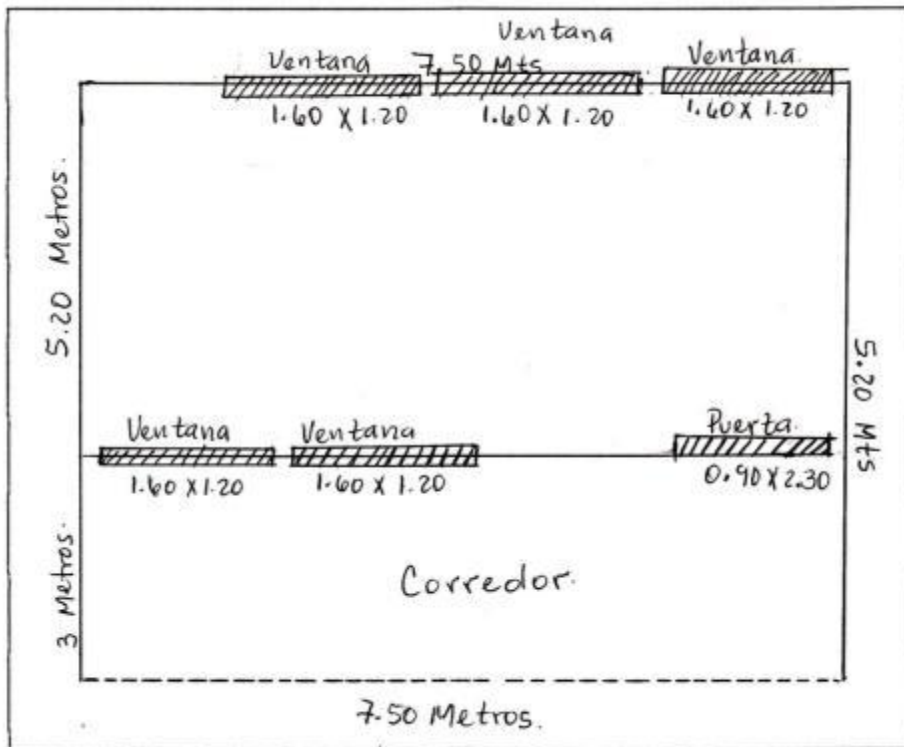 Ventana
Ventana
7.50 Mts
Ventana.
1.60 X 1.20
1.60 X 1.20
1.60 X 1.20
5.20 Metros.
5.20 Mts
Ventana
Ventana
Puerta.
1.60 X 1.20
1.60 X 1.20
0.90 X 2.30
3 Metros.
Corredor.
7.50 Metros.